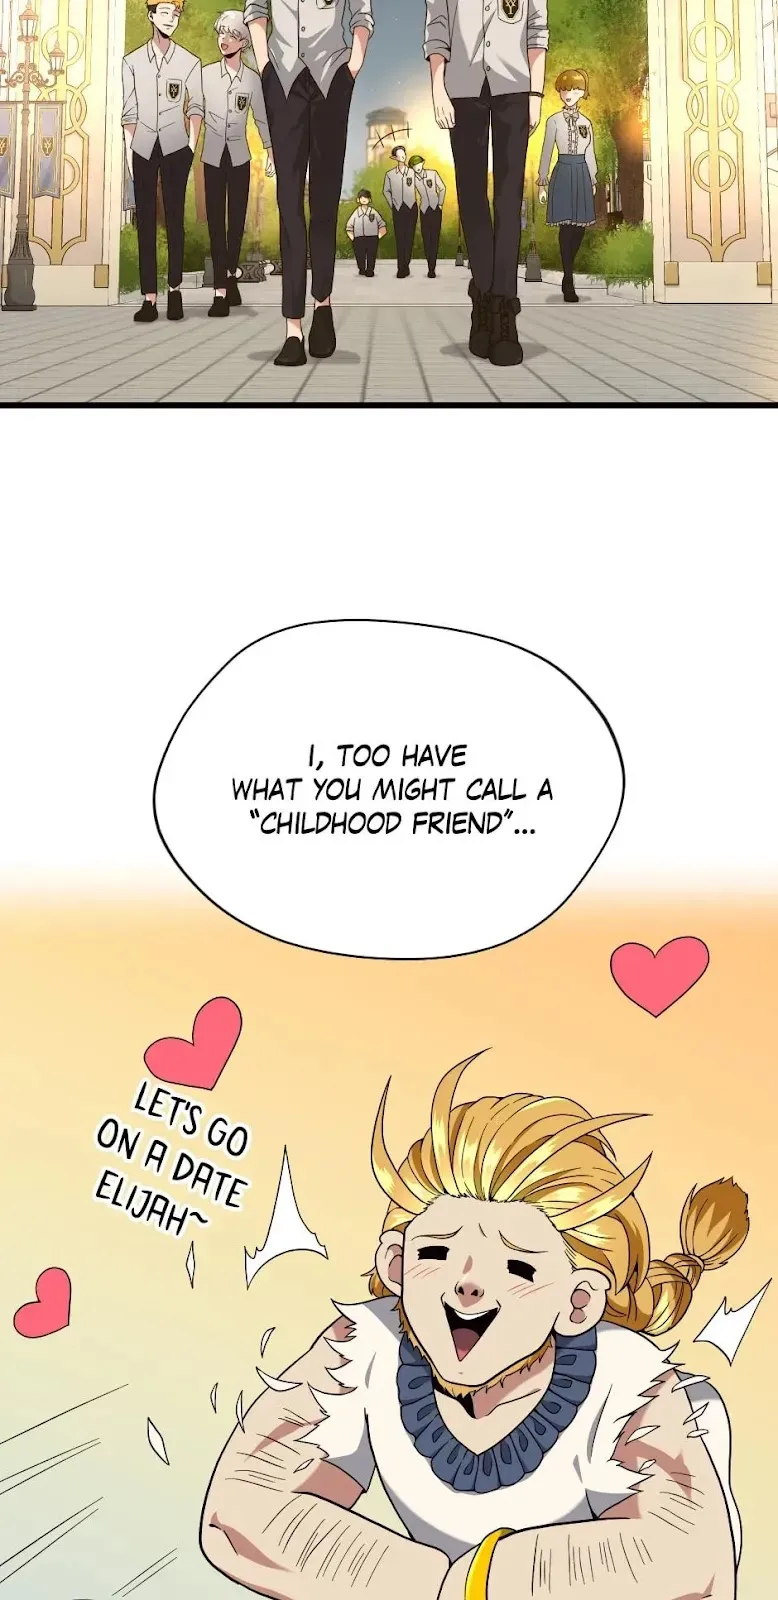 I, TOO HAVE
WHAT YOU MIGHT CALL A
"CHILDHOOD FRIEND"...
LET'S GO
ON A DATE
ELIJAH~